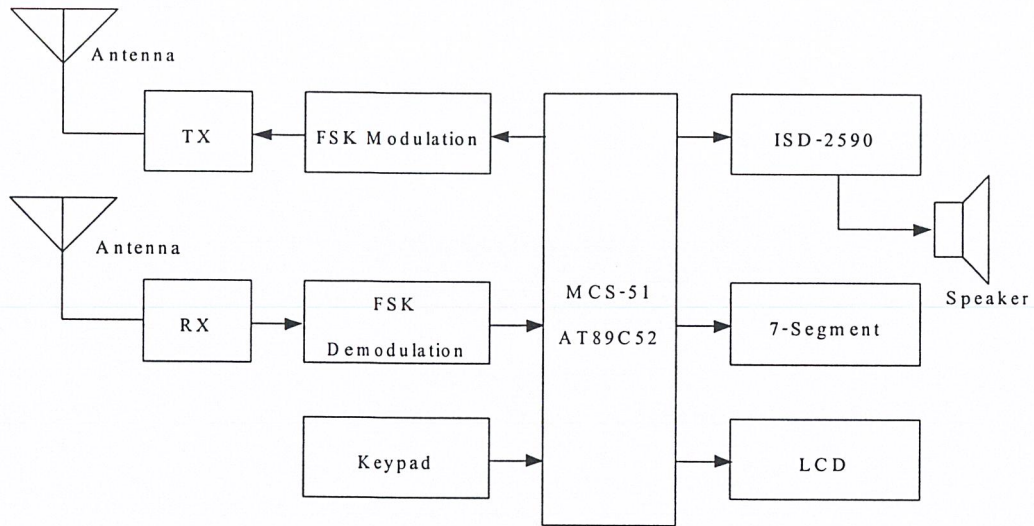 Antenna
TX
FSK Modulation
ISD-2590
Antenna
RX
FSK
Demodulation
MCS-51
AT89C52
7-Segment
Speaker
Keypad
LCD